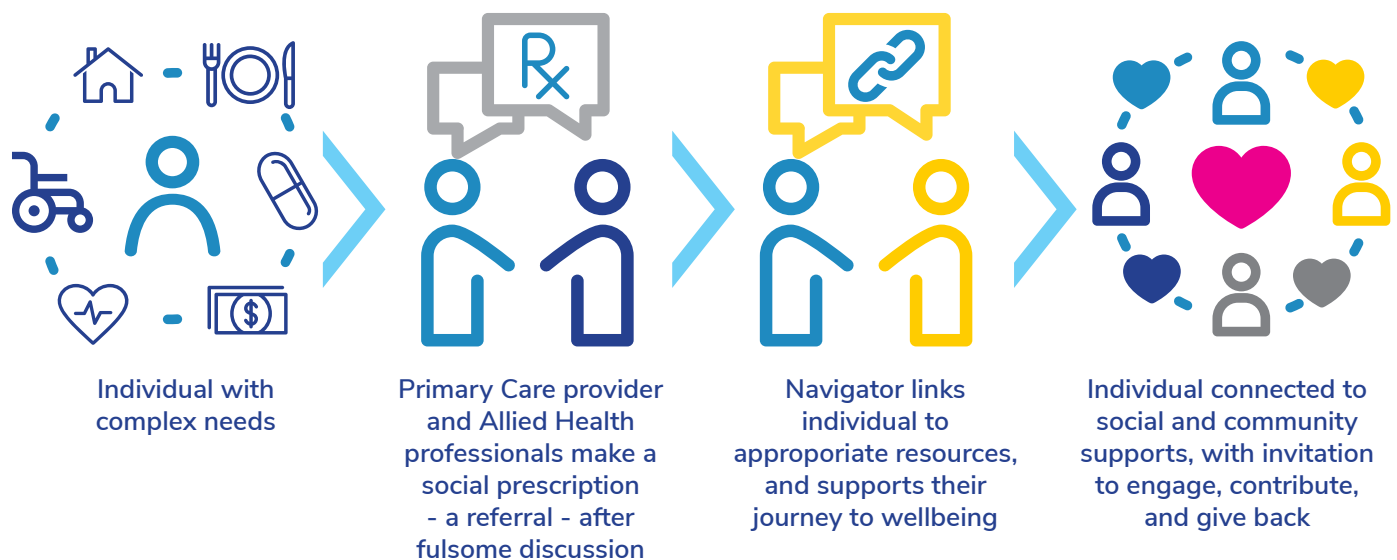 Rx
$
Individual with
complex needs
Primary Care provider
and Allied Health
professionals make a
social prescription
- a referral - after
fulsome discussion
Navigator links
individual to
approporiate resources,
and supports their
journey to wellbeing
Individual connected to
social and community
supports, with invitation
to engage, contribute,
and give back